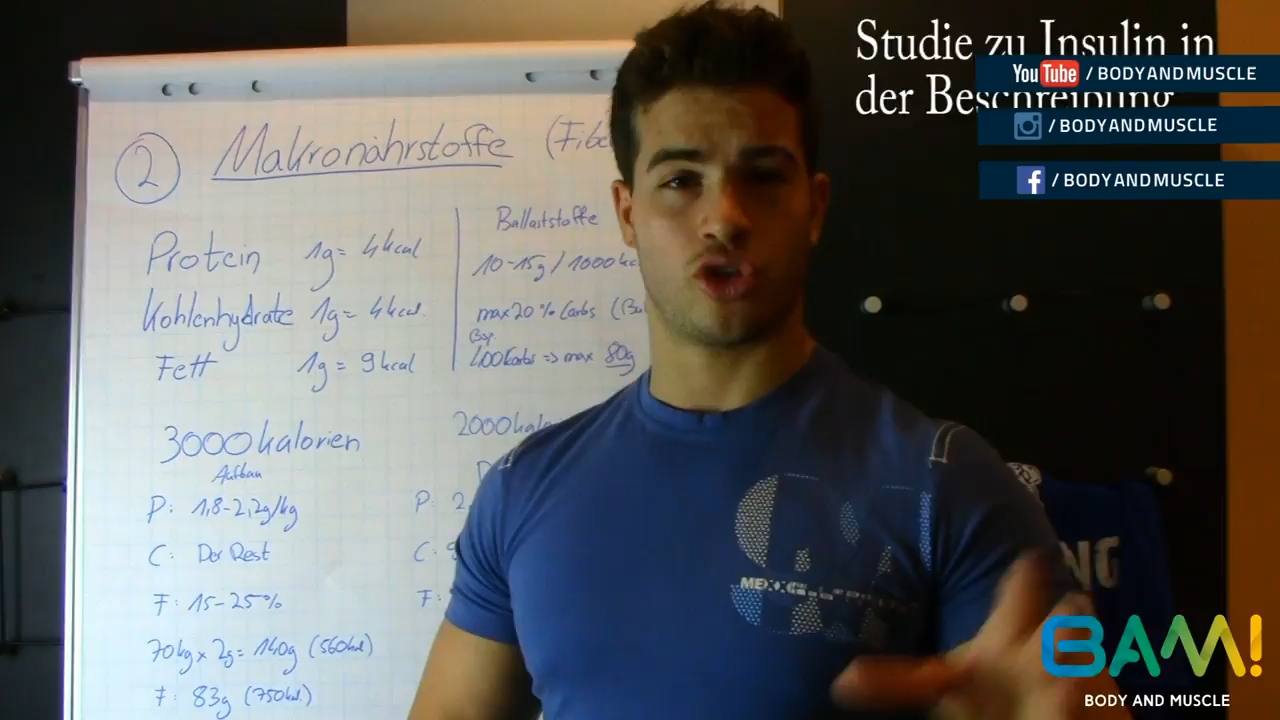 Studie zu Insulin in
der Beschreibung
YouTube / BODYANDMUSCLE
/ BODYANDMUSCLE
f / BODYANDMUSCLE
2 Makronährstoffe
Protein 1g = 4kcal
Kohlenhydrate 1g = 4kcal.
Fett 1g = 9kcal
Ballaststoffe
10-15g / 1000
max 20% Carbs
Bsp.
400 Carbs => max 80g
3000 kalorien
Aufbau
P: 1,8-2,2g/kg
C: Der Rest
F: 15-25%
70kg x 2g = 140g (560kcal)
F: 83g (750kcal.)
2000
P: 2
C:
F:
BAM!
BODY AND MUSCLE